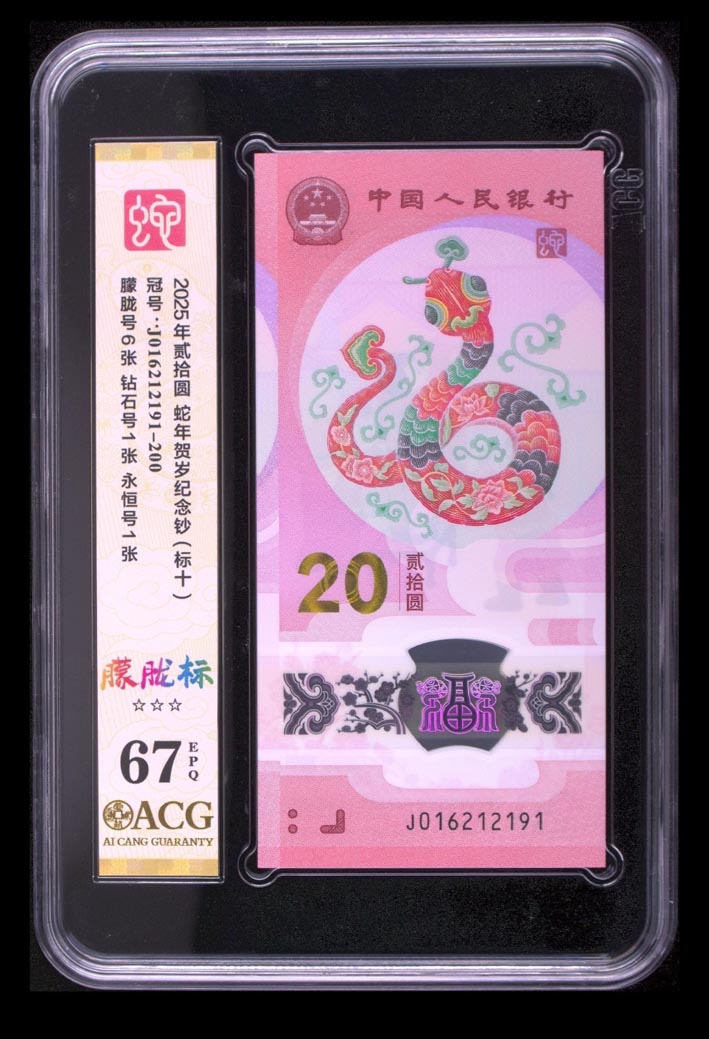 蛇
2025年贰拾圆 蛇年贺岁纪念钞(标十)
冠号:J016212191-200
朦胧号6张 钻石号1张 永恒号1张
朦胧标
☆☆☆
67 EPQ
ACG
AI CANG GUARANTY
中国人民银行
蛇
20 贰拾圆
福
J016212191
ACG